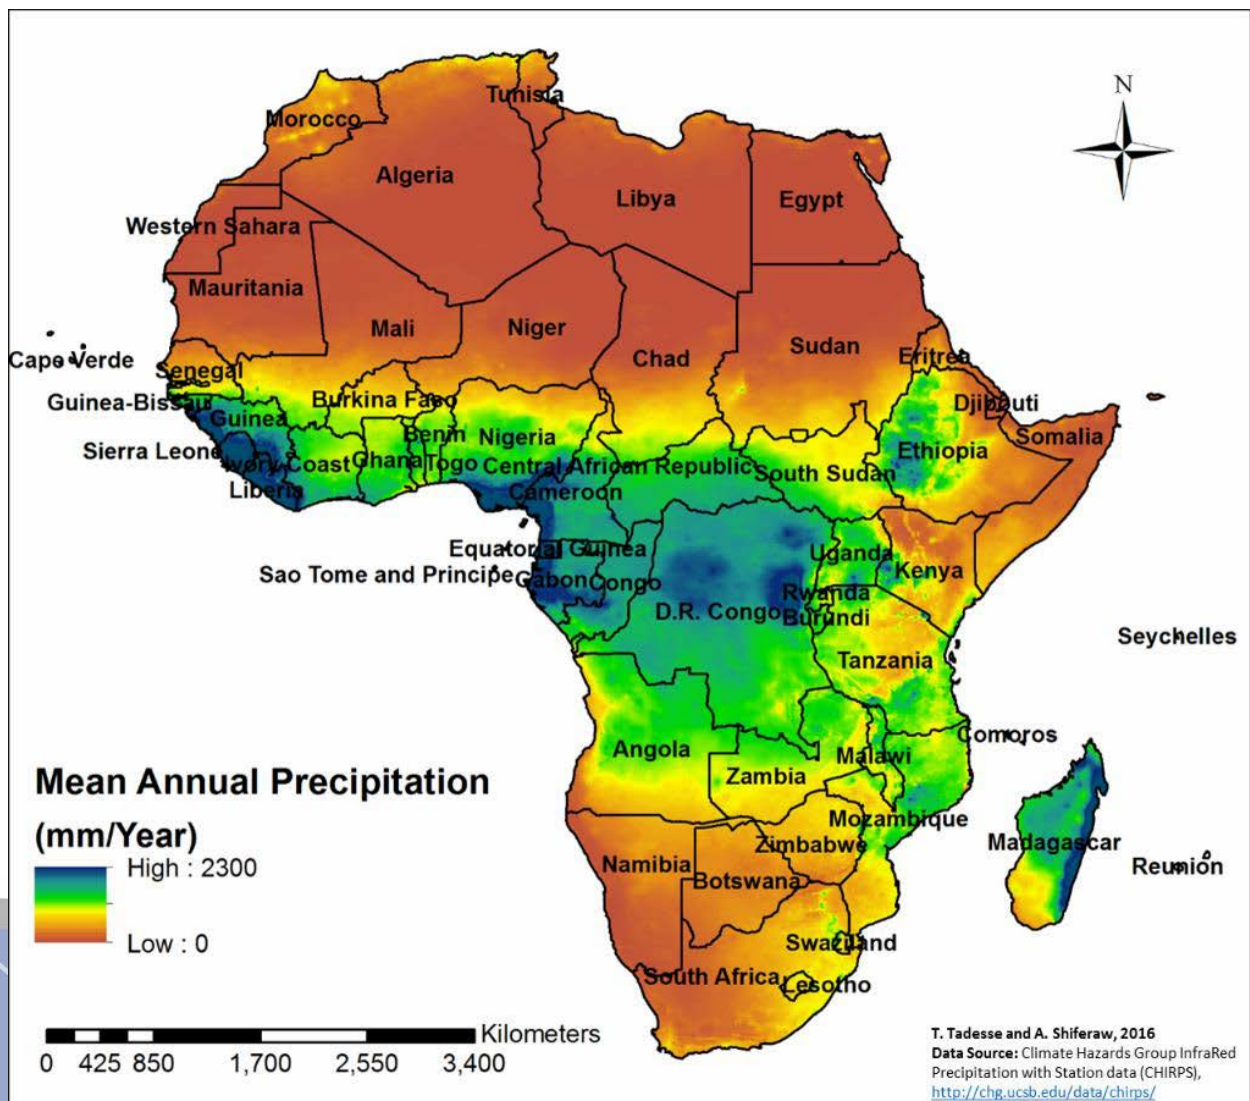 N
Tunisia
Morocco
Algeria
Libya
Egypt
Western Sahara
Mauritania
Mali
Niger
Chad
Sudan
Eritrea
Cape Verde
Senegal
Guinea-Bissau
Burkina Faso
Djibouti
Guinea
Benin
Nigeria
Somalia
Sierra Leone
Ivory Coast
Ghana
Togo
Central African Republic
South Sudan
Ethiopia
Liberia
Cameroon
Equatorial Guinea
Uganda
Kenya
Sao Tome and Principe
Gabon
Congo
Rwanda
D.R. Congo
Burundi
Seychelles
Tanzania
Comoros
Angola
Malawi
Zambia
Mozambique
Zimbabwe
Madagascar
Reunion
Namibia
Botswana
Swaziland
South Africa
Lesotho
Mean Annual Precipitation
(mm/Year)
High : 2300
Low : 0
Kilometers
0 425 850 1,700 2,550 3,400
T. Tadesse and A. Shiferaw, 2016
Data Source: Climate Hazards Group InfraRed
Precipitation with Station data (CHIRPS),
http://chg.ucsb.edu/data/chirps/